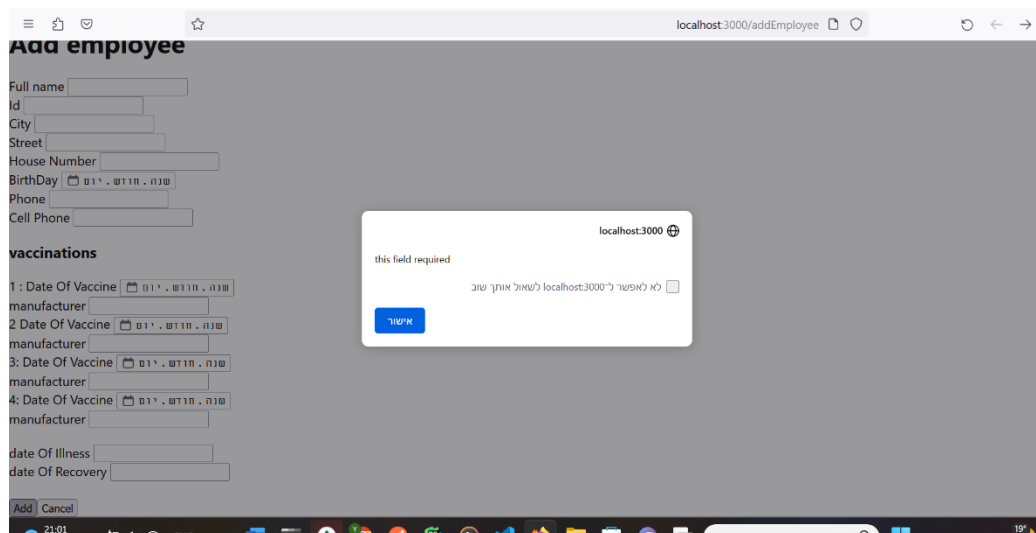 localhost:3000/addEmployee
Add employee
Full name
Id
City
Street
House Number
BirthDay יום . חודש . שנה
Phone
Cell Phone
vaccinations
1 : Date Of Vaccine יום . חודש . שנה
manufacturer
2 Date Of Vaccine יום . חודש . שנה
manufacturer
3: Date Of Vaccine יום . חודש . שנה
manufacturer
4: Date Of Vaccine יום . חודש . שנה
manufacturer
date Of Illness
date Of Recovery
Add Cancel
localhost:3000
this field required
לא לאפשר ל־localhost:3000 לשאול אותך שוב
אישור
21:01
19°